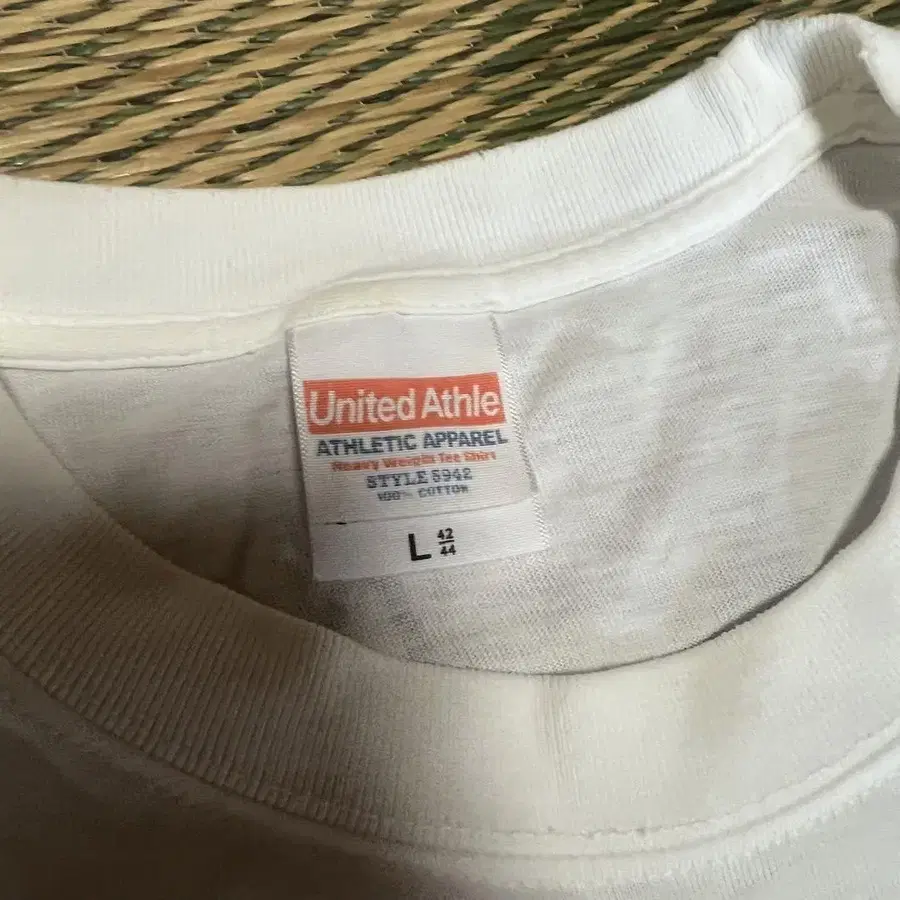 United Athle
ATHLETIC APPAREL
Heavy Weight Tee Shirt
STYLE 5942
100% COTTON
L 42/44